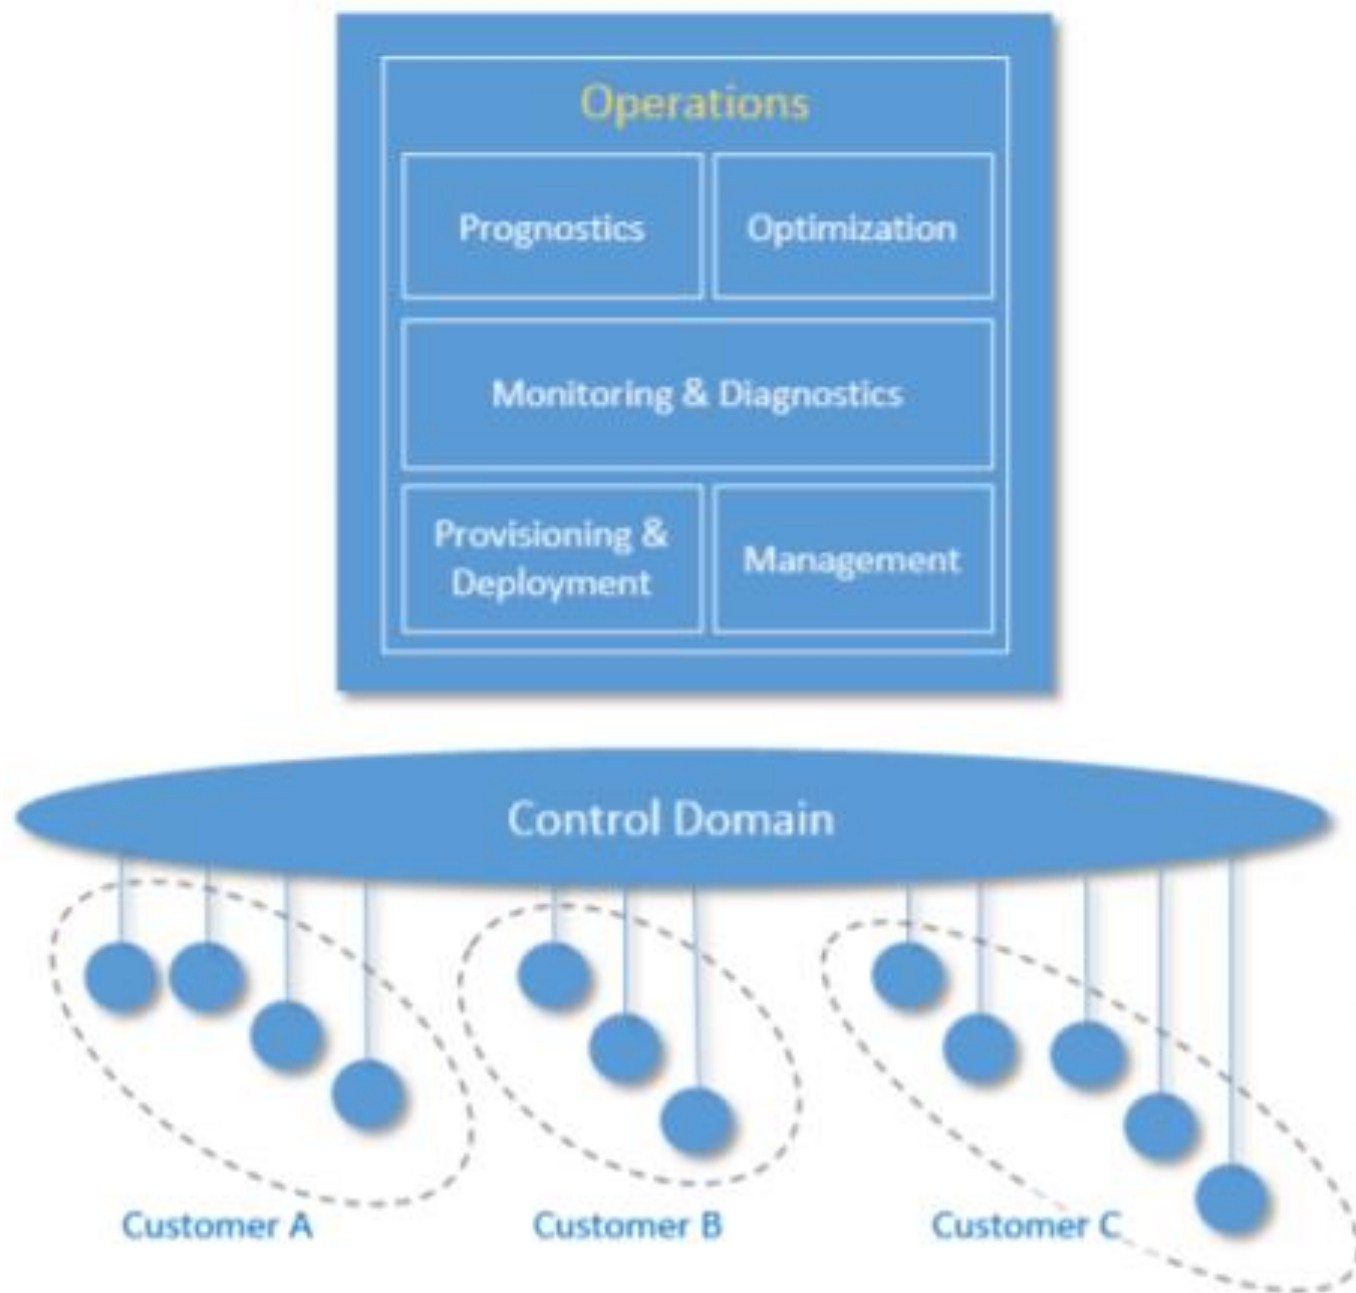 Operations
Prognostics
Optimization
Monitoring & Diagnostics
Provisioning &
Deployment
Management
Control Domain
Customer A
Customer B
Customer C